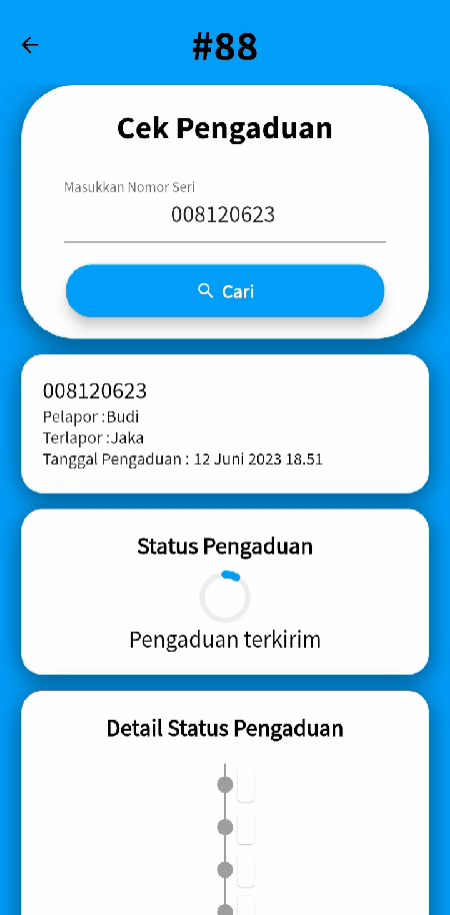 #88
Cek Pengaduan
Masukkan Nomor Seri
008120623
Cari
008120623
Pelapor :Budi
Terlapor :Jaka
Tanggal Pengaduan : 12 Juni 2023 18.51
Status Pengaduan
Pengaduan terkirim
Detail Status Pengaduan